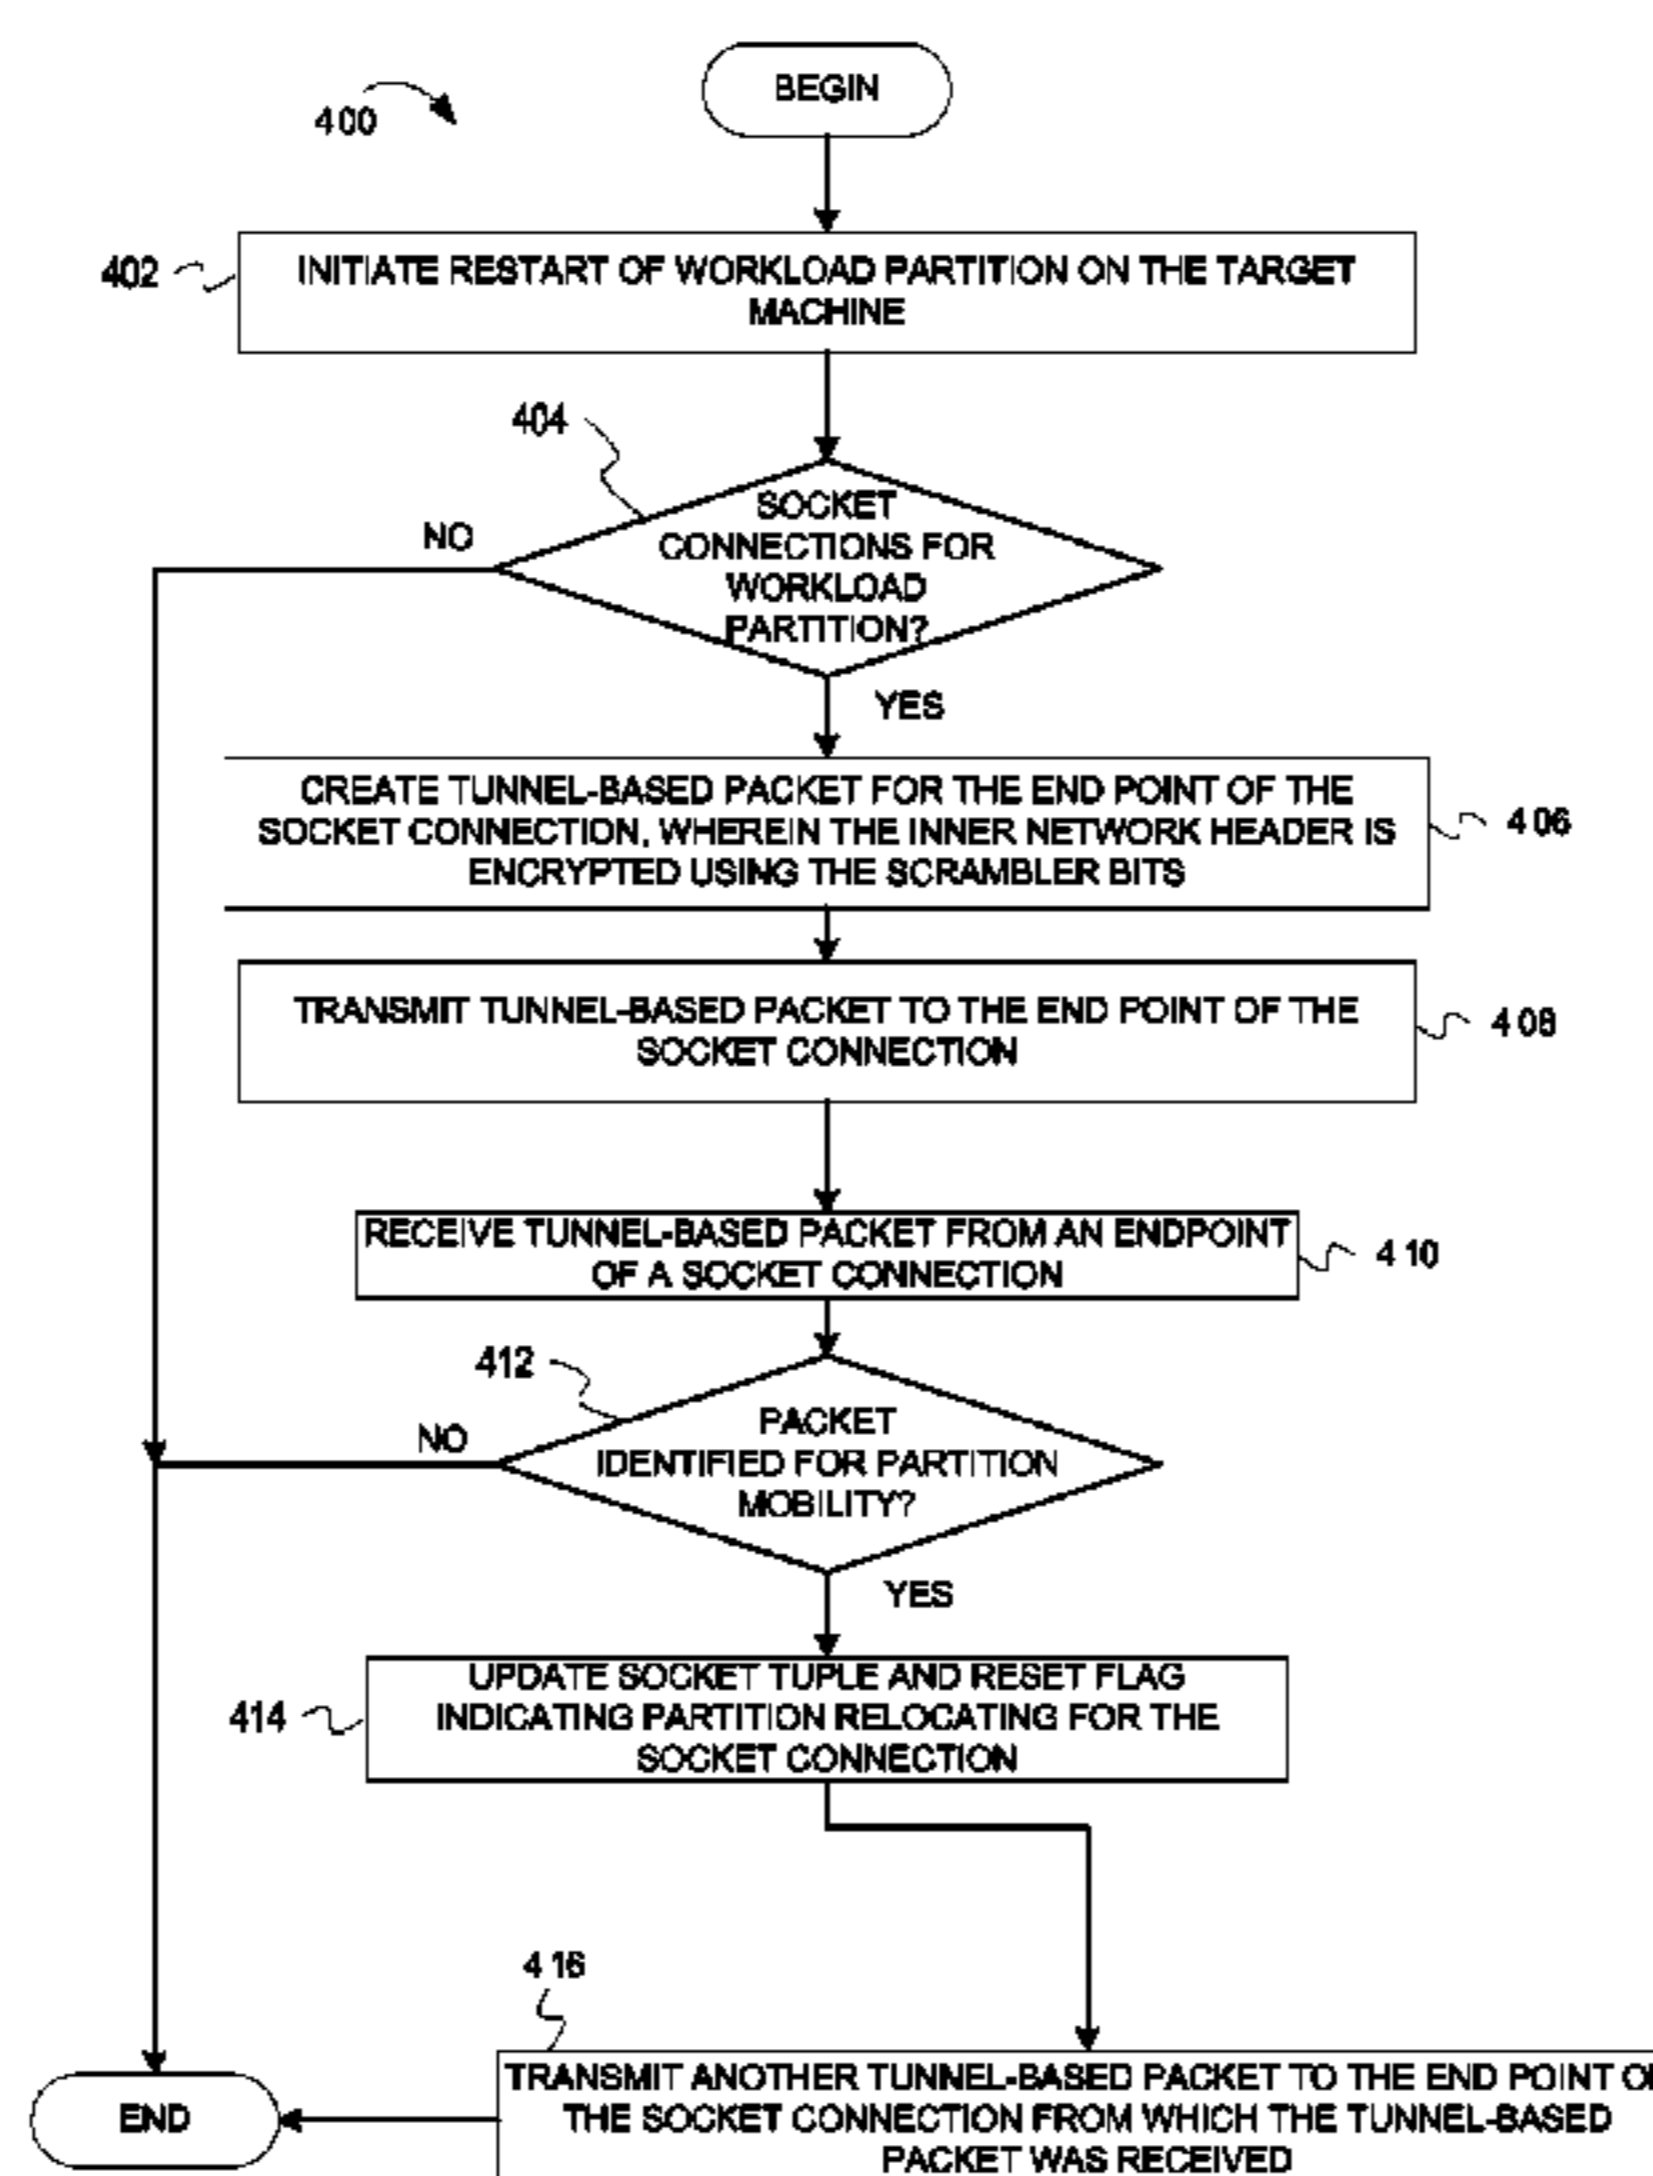 BEGIN
400
402
INITIATE RESTART OF WORKLOAD PARTITION ON THE TARGET
MACHINE
404
SOCKET
CONNECTIONS FOR
WORKLOAD
PARTITION?
NO
YES
CREATE TUNNEL-BASED PACKET FOR THE END POINT OF THE
SOCKET CONNECTION, WHEREIN THE INNER NETWORK HEADER IS
ENCRYPTED USING THE SCRAMBLER BITS
406
TRANSMIT TUNNEL-BASED PACKET TO THE END POINT OF THE
SOCKET CONNECTION
408
RECEIVE TUNNEL-BASED PACKET FROM AN ENDPOINT
OF A SOCKET CONNECTION
410
412
PACKET
IDENTIFIED FOR PARTITION
MOBILITY?
NO
YES
414
UPDATE SOCKET TUPLE AND RESET FLAG
INDICATING PARTITION RELOCATING FOR THE
SOCKET CONNECTION
416
TRANSMIT ANOTHER TUNNEL-BASED PACKET TO THE END POINT
THE SOCKET CONNECTION FROM WHICH THE TUNNEL-BASED
PACKET WAS RECEIVED
END